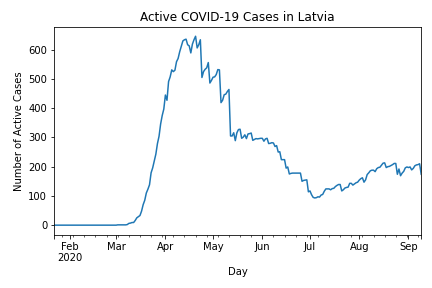 Active COVID-19 Cases in Latvia
Number of Active Cases
600
500
400
300
200
100
0
Feb Mar Apr May Jun Jul Aug Sep
2020
Day